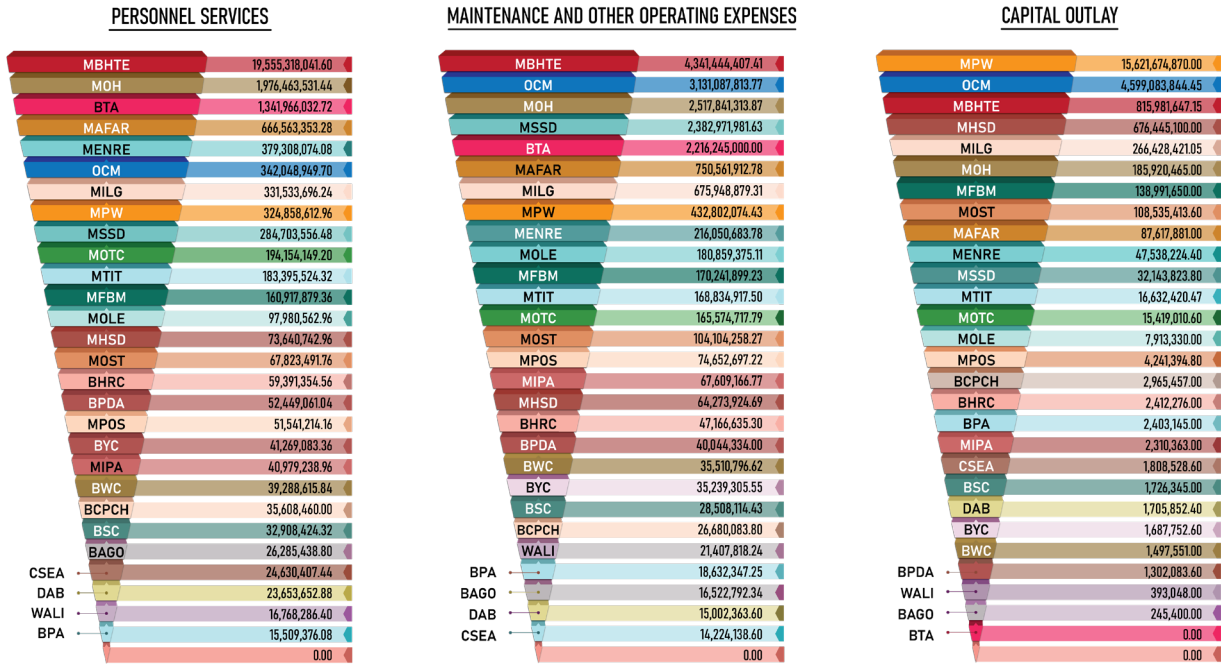 PERSONNEL SERVICES
MBHTE 19,555,318,041.60
MOH 1,976,463,531.44
BTA 1,341,966,032.72
MAFAR 666,563,353.28
MENRE 379,308,074.08
OCM 342,048,949.70
MILG 331,533,696.24
MPW 324,858,612.96
MSSD 284,703,556.48
MOTC 194,154,149.20
MTIT 183,395,524.32
MFBM 160,917,879.36
MOLE 97,980,562.96
MHSD 73,640,742.96
MOST 67,823,491.76
BHRC 59,391,354.56
BPDA 52,449,061.04
MPOS 51,541,214.16
BYC 41,269,083.36
MIPA 40,979,238.96
BWC 39,288,615.84
BCPCH 35,608,460.00
BSC 32,908,424.32
BAGO 26,285,438.80
CSEA 24,630,407.44
DAB 23,653,652.88
WALI 16,768,286.40
BPA 15,509,376.08
0.00
MAINTENANCE AND OTHER OPERATING EXPENSES
MBHTE 4,341,444,407.41
OCM 3,131,087,813.77
MOH 2,517,841,313.87
MSSD 2,382,971,981.63
BTA 2,216,245,000.00
MAFAR 750,561,912.78
MILG 675,948,879.31
MPW 432,802,074.43
MENRE 216,050,683.78
MOLE 180,859,375.11
MFBM 170,241,899.23
MTIT 168,834,917.50
MOTC 165,574,717.79
MOST 104,104,258.27
MPOS 74,652,697.22
MIPA 67,609,166.77
MHSD 64,273,924.69
BHRC 47,166,635.30
BPDA 40,044,334.00
BWC 35,510,796.62
BYC 35,239,305.55
BSC 28,508,114.43
BCPCH 26,680,083.80
WALI 21,407,818.24
BPA 18,632,347.25
BAGO 16,522,792.34
DAB 15,002,363.60
CSEA 14,224,138.60
0.00
CAPITAL OUTLAY
MPW 15,621,674,870.00
OCM 4,599,083,844.45
MBHTE 815,981,647.15
MHSD 676,445,100.00
MILG 266,428,421.05
MOH 185,920,465.00
MFBM 138,991,650.00
MOST 108,535,413.60
MAFAR 87,617,881.00
MENRE 47,538,224.40
MSSD 32,143,823.80
MTIT 16,632,420.47
MOTC 15,419,010.60
MOLE 7,913,330.00
MPOS 4,241,394.80
BCPCH 2,965,457.00
BHRC 2,412,276.00
BPA 2,403,145.00
MIPA 2,310,363.00
CSEA 1,808,528.60
BSC 1,726,345.00
DAB 1,705,852.40
BYC 1,687,752.60
BWC 1,497,551.00
BPDA 1,302,083.60
WALI 393,048.00
BAGO 245,400.00
BTA 0.00
0.00